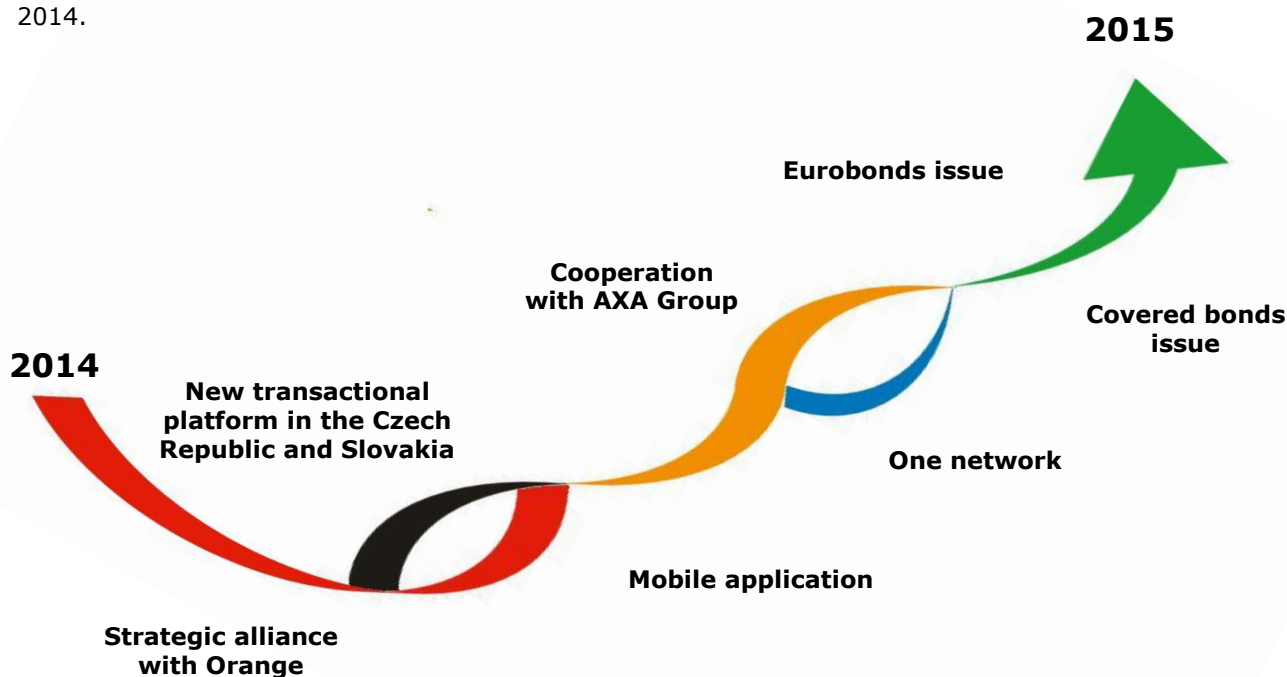 2014.
2015
Eurobonds issue
Cooperation
with AXA Group
Covered bonds
issue
2014
New transactional
platform in the Czech
Republic and Slovakia
One network
Mobile application
Strategic alliance
with Orange